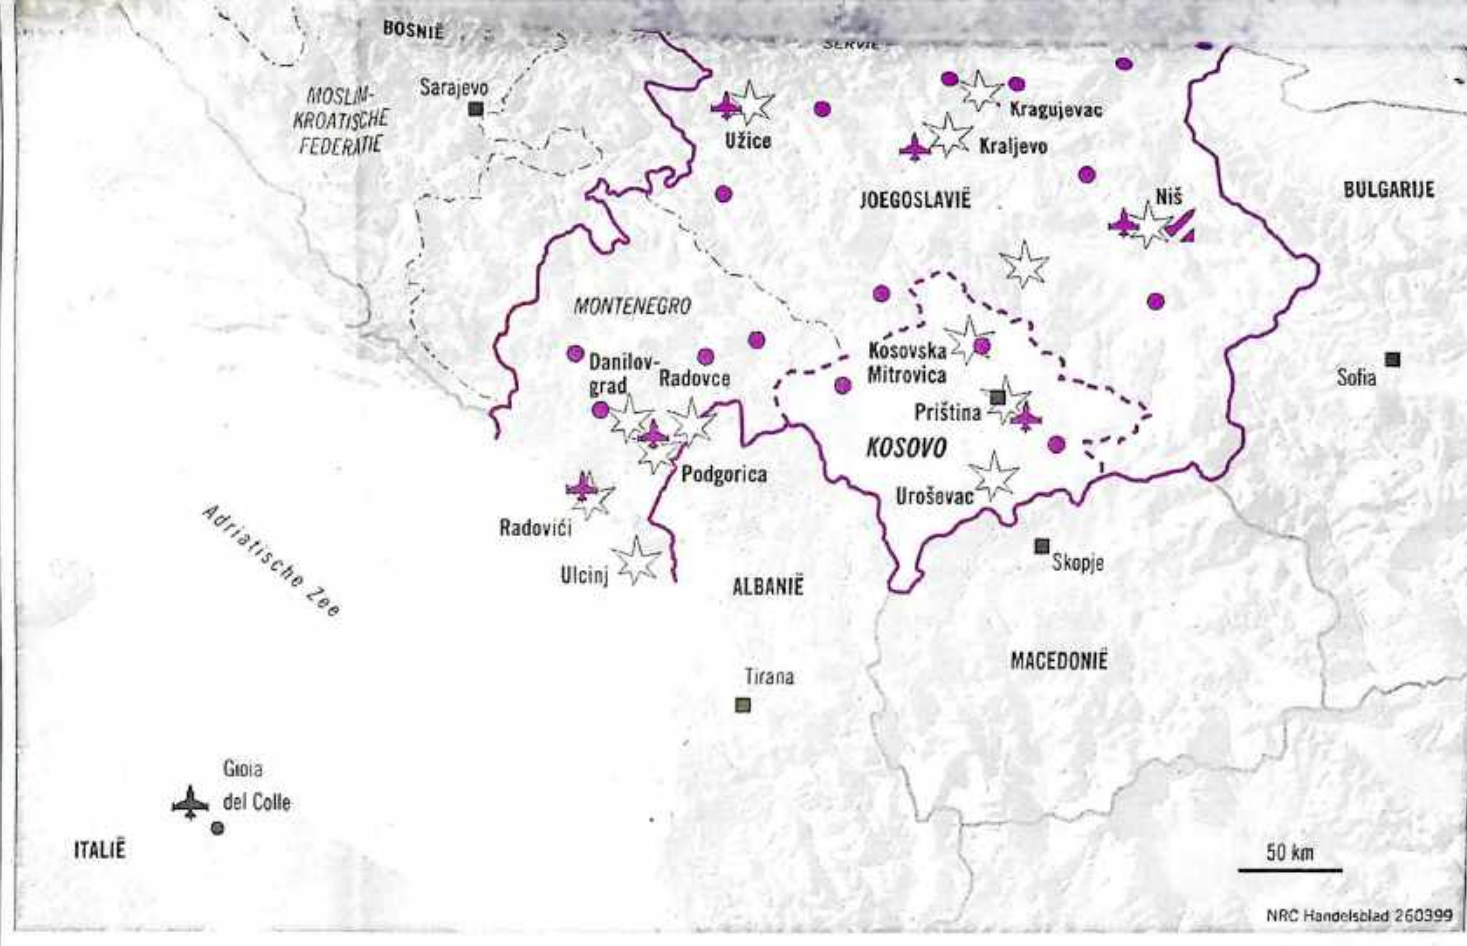 BOSNIË
SERVIË
Sarajevo
MOSLIM-
KROATISCHE
FEDERATIE
Užice
Kragujevac
Kraljevo
JOEGOSLAVIË
Niš
BULGARIJE
MONTENEGRO
Danilov-
grad
Radovce
Kosovska
Mitrovica
Priština
KOSOVO
Sofia
Podgorica
Uroševac
Radovići
Ulcinj
Skopje
Adriatische Zee
ALBANIË
MACEDONIË
Tirana
Gioia
del Colle
ITALIË
50 km
NRC Handelsblad 260399